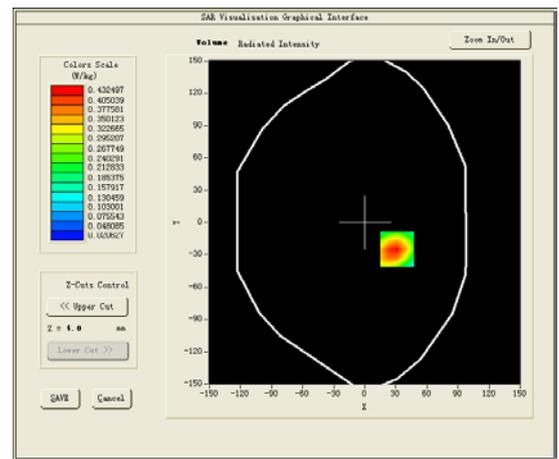 SAR Visualisation Graphical Interface
Volume Radiated Intensity
Zoom In/Out
Colors Scale
(W/kg)
0.432497
0.405039
0.377581
0.350123
0.322665
0.295207
0.267749
0.240291
0.212833
0.185375
0.157917
0.130459
0.103001
0.075543
0.048085
0.020627
Z-Cuts Control
<< Upper Cut
Z = 4.0 mm
Lower Cut >>
SAVE Cancel
150
120
90
60
30
0
-30
-60
-90
-120
-150
Y
-150 -120 -90 -60 -30 0 30 60 90 120 150
X